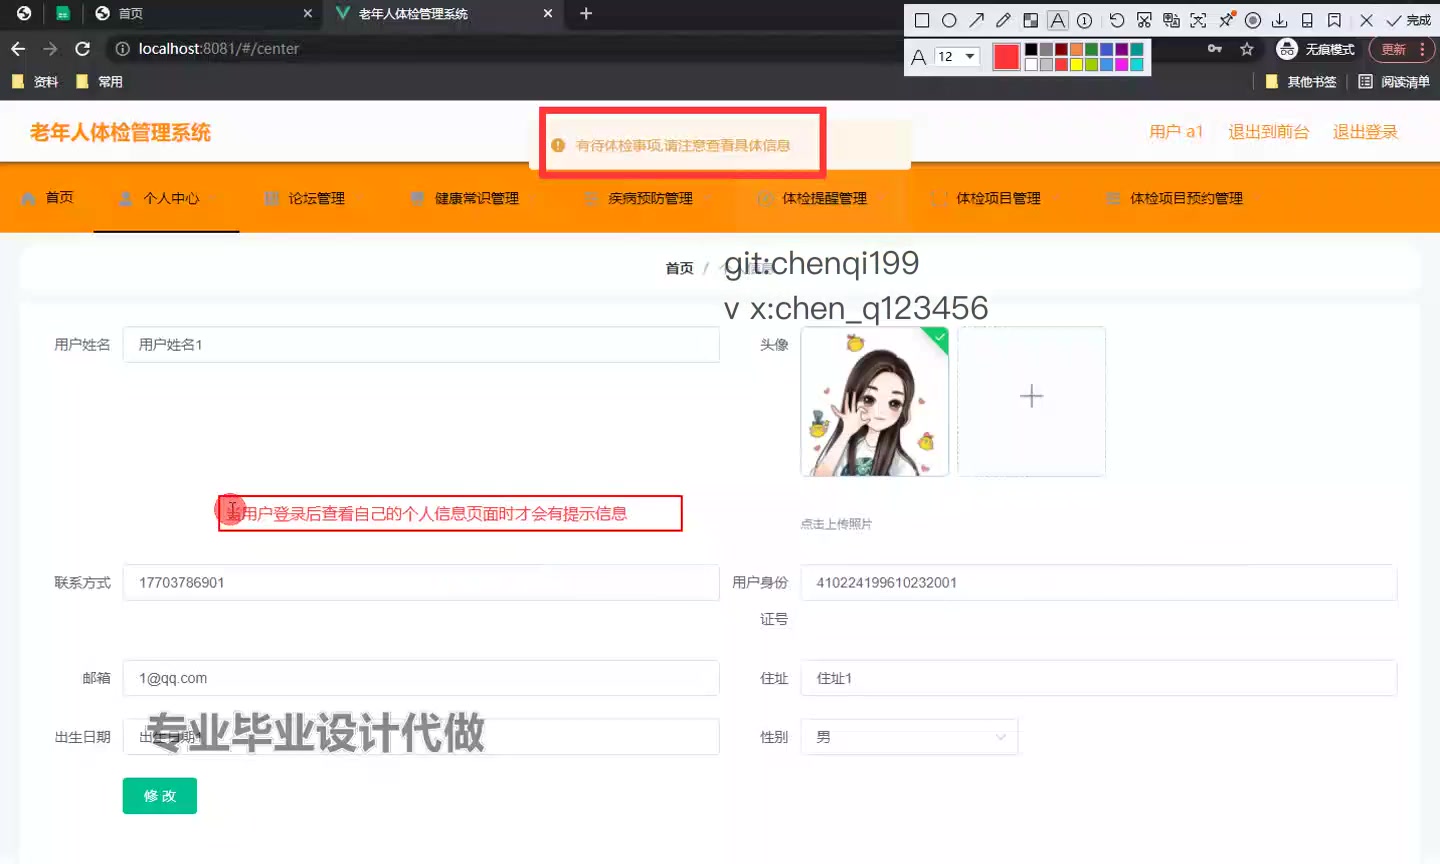 首页
老年人体检管理系统
完成
localhost:8081/#/center
12
无痕模式
更新
资料
常用
其他书签
阅读清单
老年人体检管理系统
有待体检事项,请注意查看具体信息
用户 a1
退出到前台
退出登录
首页
个人中心
论坛管理
健康常识管理
疾病预防管理
体检提醒管理
体检项目管理
体检项目预约管理
首页 / 个人信息
git:chenqi199
v x:chen_q123456
用户姓名
用户姓名1
头像
当用户登录后查看自己的个人信息页面时才会有提示信息
点击上传照片
联系方式
17703786901
用户身份
证号
410224199610232001
邮箱
1@qq.com
住址
住址1
出生日期
出生日期1
专业毕业设计代做
性别
男
修 改